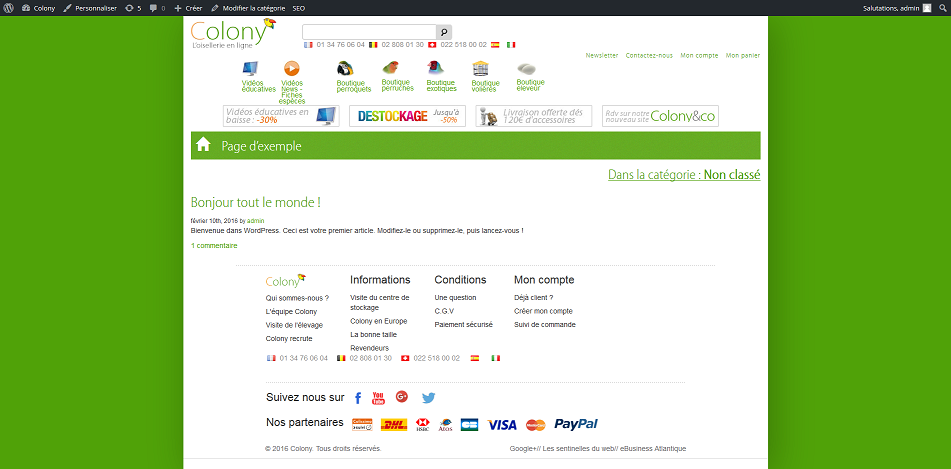 Colony Personnaliser 5 0 Créer Modifier la catégorie SEO Salutations, admin
Colony
L'oisellerie en ligne
01 34 76 06 04 02 808 01 30 022 518 00 02
Newsletter Contactez-nous Mon compte Mon panier
Vidéos éducatives
Vidéos News - Fiches espèces
Boutique perroquets
Boutique perruches
Boutique exotiques
Boutique volières
Boutique éleveur
Vidéos éducatives en baisse : -30%
DESTOCKAGE Jusqu'à -50%
Livraison offerte dés 120€ d'accessoires
Rdv sur notre nouveau site Colony&co
Page d'exemple
Dans la catégorie : Non classé
Bonjour tout le monde !
février 19th, 2016 by admin
Bienvenue dans WordPress. Ceci est votre premier article. Modifiez-le ou supprimez-le, puis lancez-vous !
1 commentaire
Colony
Qui sommes-nous ?
L'équipe Colony
Visite de l'élevage
Colony recrute
Informations
Visite du centre de stockage
Colony en Europe
La bonne taille
Revendeurs
Conditions
Une question
C.G.V
Paiement sécurisé
Mon compte
Déjà client ?
Créer mon compte
Suivi de commande
01 34 76 06 04 02 808 01 30 022 518 00 02
Suivez nous sur You Tube
Nos partenaires DHL HSBC Atos VISA MasterCard PayPal
© 2016 Colony. Tous droits réservés. Google+// Les sentinelles du web// eBusiness Atlantique